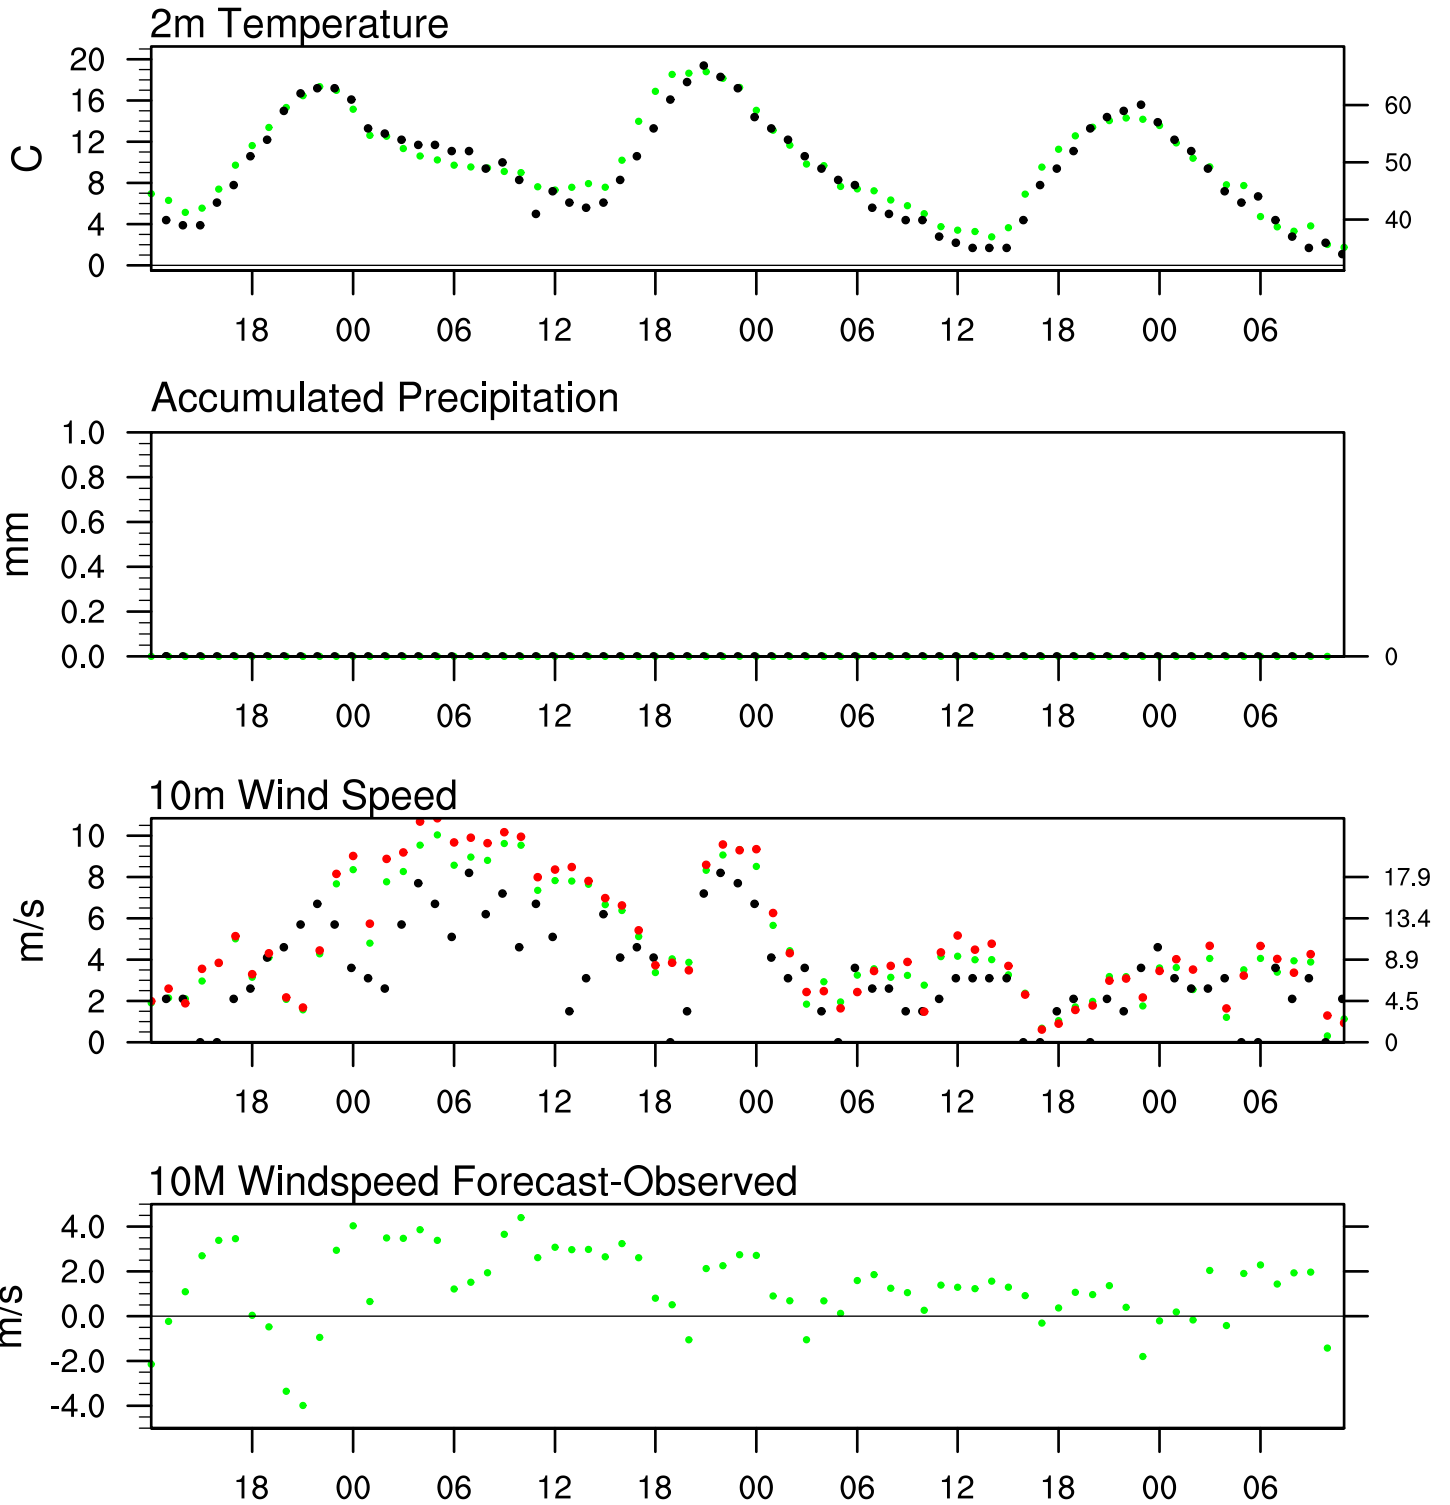 2m Temperature
20
16
12
8
4
0
C
60
50
40
18 00 06 12 18 00 06 12 18 00 06
Accumulated Precipitation
1.0
0.8
0.6
0.4
0.2
0.0
mm
0
18 00 06 12 18 00 06 12 18 00 06
10m Wind Speed
10
8
6
4
2
0
m/s
17.9
13.4
8.9
4.5
0
18 00 06 12 18 00 06 12 18 00 06
10M Windspeed Forecast-Observed
4.0
2.0
0.0
-2.0
-4.0
m/s
18 00 06 12 18 00 06 12 18 00 06